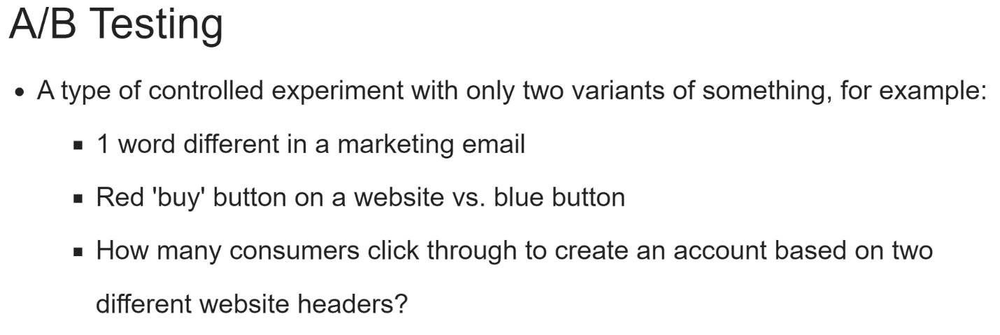 A/B Testing
• A type of controlled experiment with only two variants of something, for example:
▪ 1 word different in a marketing email
▪ Red 'buy' button on a website vs. blue button
▪ How many consumers click through to create an account based on two
different website headers?